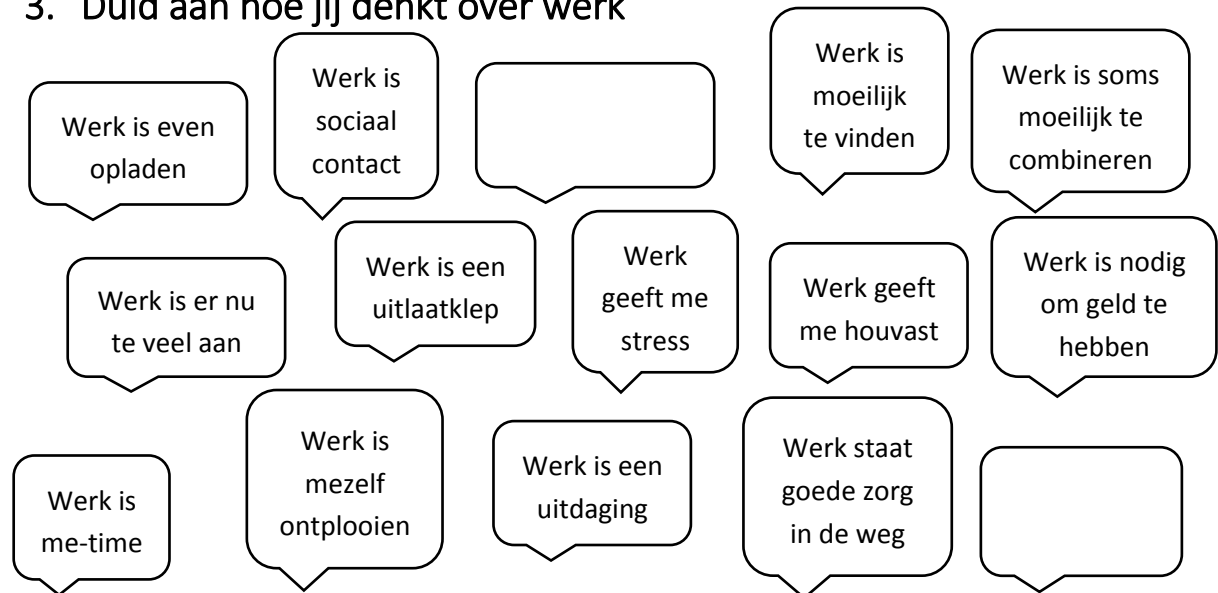 3. Duid aan hoe jij denkt over werk
Werk is even
opladen
Werk is
sociaal
contact
Werk is
moeilijk
te vinden
Werk is soms
moeilijk te
combineren
Werk is er nu
te veel aan
Werk is een
uitlaatklep
Werk
geeft me
stress
Werk geeft
me houvast
Werk is nodig
om geld te
hebben
Werk is
me-time
Werk is
mezelf
ontplooien
Werk is een
uitdaging
Werk staat
goede zorg
in de weg